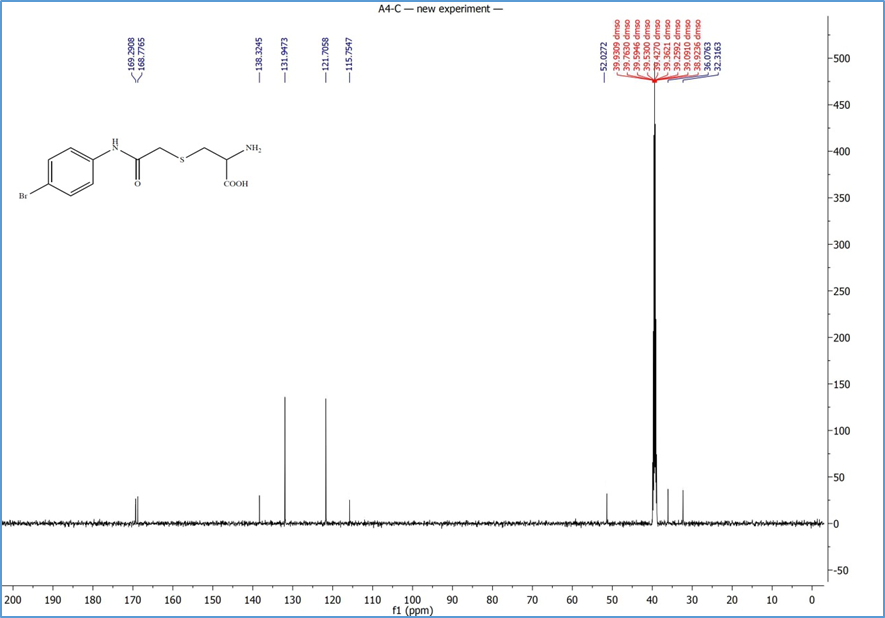 A4-C — new experiment —
169.2908
168.7765
138.3245
131.9473
121.7058
115.7547
52.0272
39.9309 dmso
39.7630 dmso
39.5946 dmso
39.5300 dmso
39.4270 dmso
39.3621 dmso
39.2592 dmso
39.0910 dmso
38.9236 dmso
36.0763
32.3163
H
N
O
S
NH2
COOH
Br
500
450
400
350
300
250
200
150
100
50
0
-50
200 190 180 170 160 150 140 130 120 110 100 90 80 70 60 50 40 30 20 10 0
f1 (ppm)